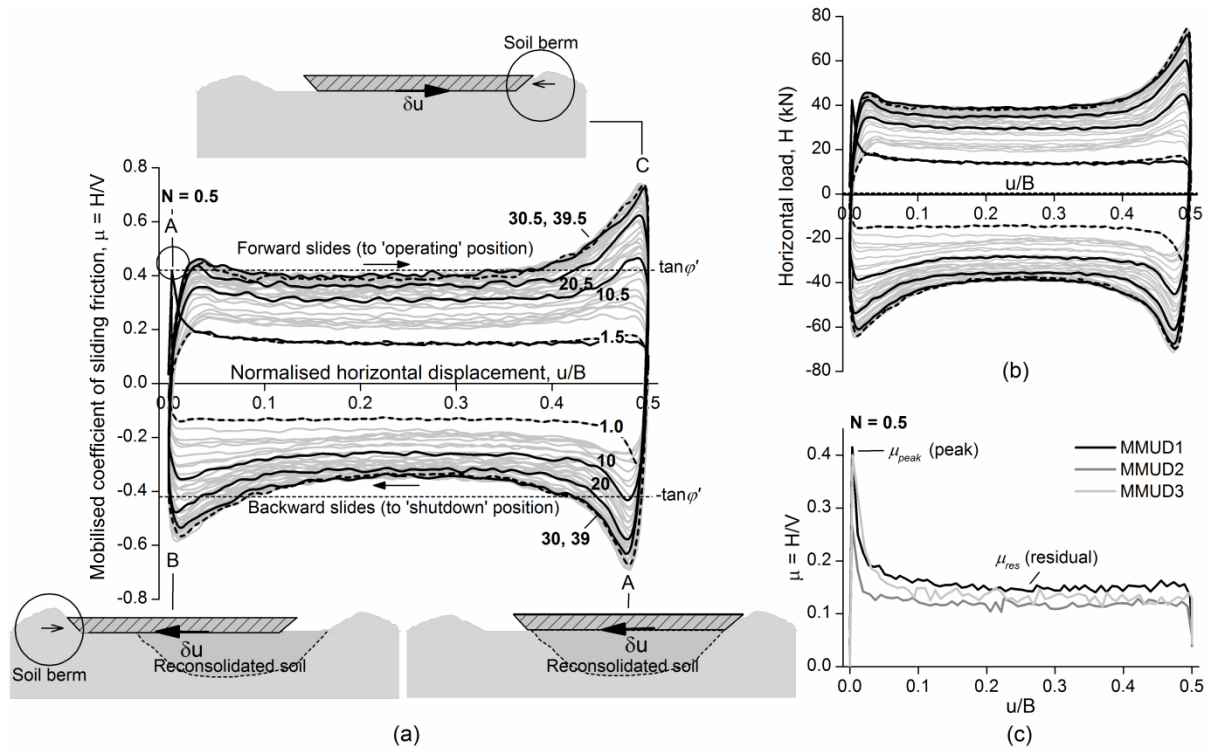 Soil berm
δu
C
Mobilised coefficient of sliding friction, μ = H/V
0.8
0.6
0.4
0.2
0.0
-0.2
-0.4
-0.6
-0.8
N = 0.5
A
Forward slides (to 'operating' position)
30.5, 39.5
tanφ'
20.5
10.5
1.5
Normalised horizontal displacement, u/B
0.0 0.1 0.2 0.3 0.4 0.5
1.0
10
20
-tanφ'
Backward slides (to 'shutdown' position)
30, 39
B
A
δu
Reconsolidated soil
Soil berm
δu
Reconsolidated soil
(a)
Horizontal load, H (kN)
80
60
40
20
0
-20
-40
-60
-80
u/B
0.0 0.1 0.2 0.3 0.4 0.5
(b)
N = 0.5
μpeak (peak)
MMUD1
MMUD2
MMUD3
μres (residual)
μ = H/V
0.4
0.3
0.2
0.1
0.0
0.0 0.1 0.2 0.3 0.4 0.5
u/B
(c)